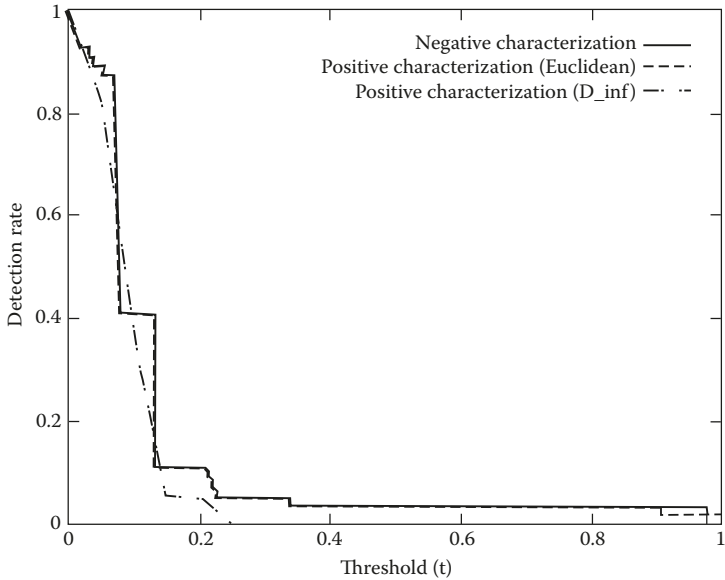 1
0.8
0.6
0.4
0.2
0
Detection rate
Negative characterization
Positive characterization (Euclidean)
Positive characterization (D_inf)
0 0.2 0.4 0.6 0.8 1
Threshold (t)